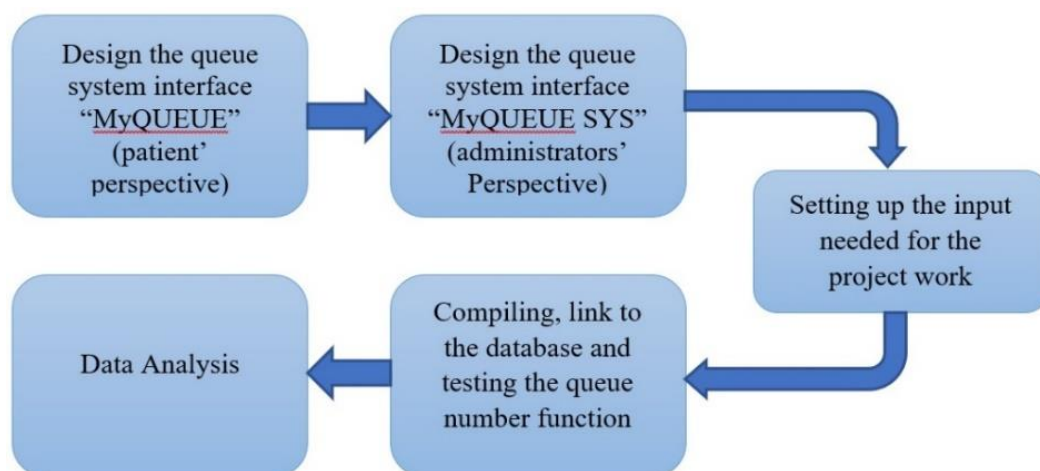 Design the queue
system interface
“MyQUEUE”
(patient’
perspective)
Design the queue
system interface
“MyQUEUE SYS”
(administrators’
Perspective)
Setting up the input
needed for the
project work
Compiling, link to
the database and
testing the queue
number function
Data Analysis